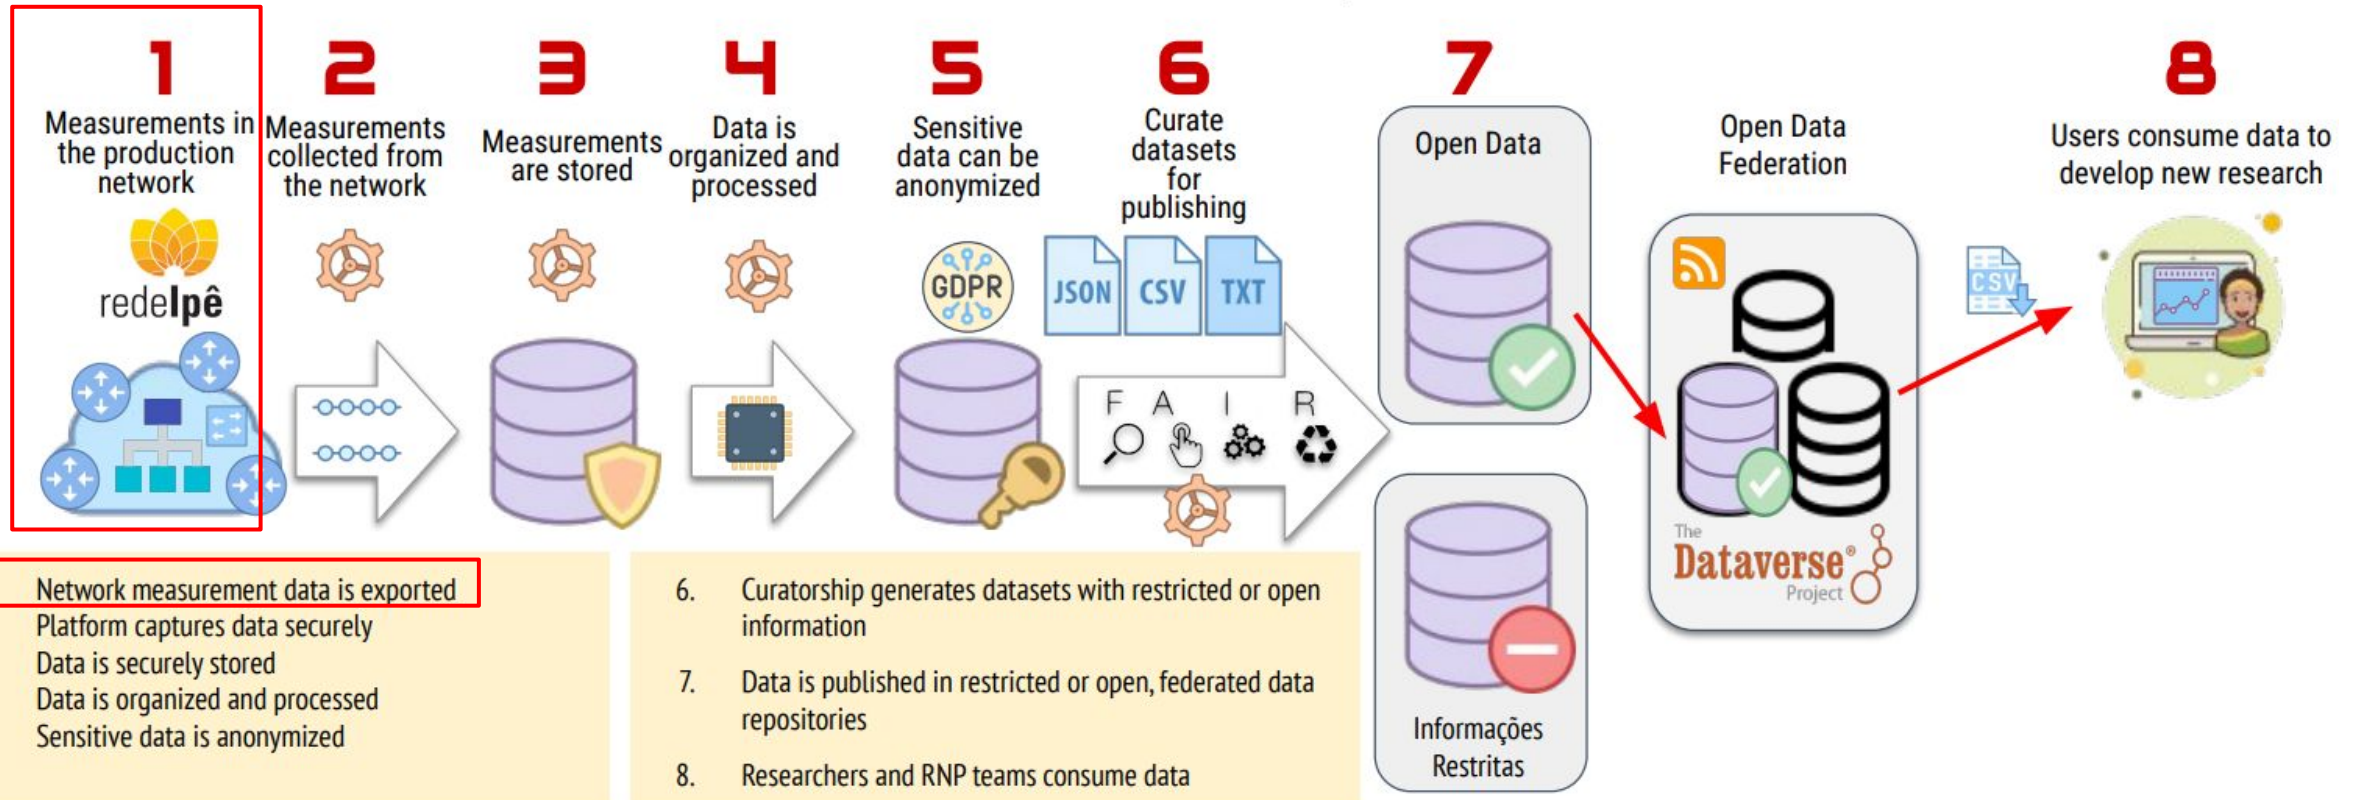 1
Measurements in
the production
network
redeIpê
2
Measurements
collected from
the network
3
Measurements
are stored
4
Data is
organized and
processed
5
Sensitive
data can be
anonymized
GDPR
6
Curate
datasets
for
publishing
JSON CSV TXT
F A I R
7
Open Data
Informações
Restritas
Open Data
Federation
The
Dataverse®
Project
CSV
8
Users consume data to
develop new research
Network measurement data is exported
Platform captures data securely
Data is securely stored
Data is organized and processed
Sensitive data is anonymized
6. Curatorship generates datasets with restricted or open
information
7. Data is published in restricted or open, federated data
repositories
8. Researchers and RNP teams consume data